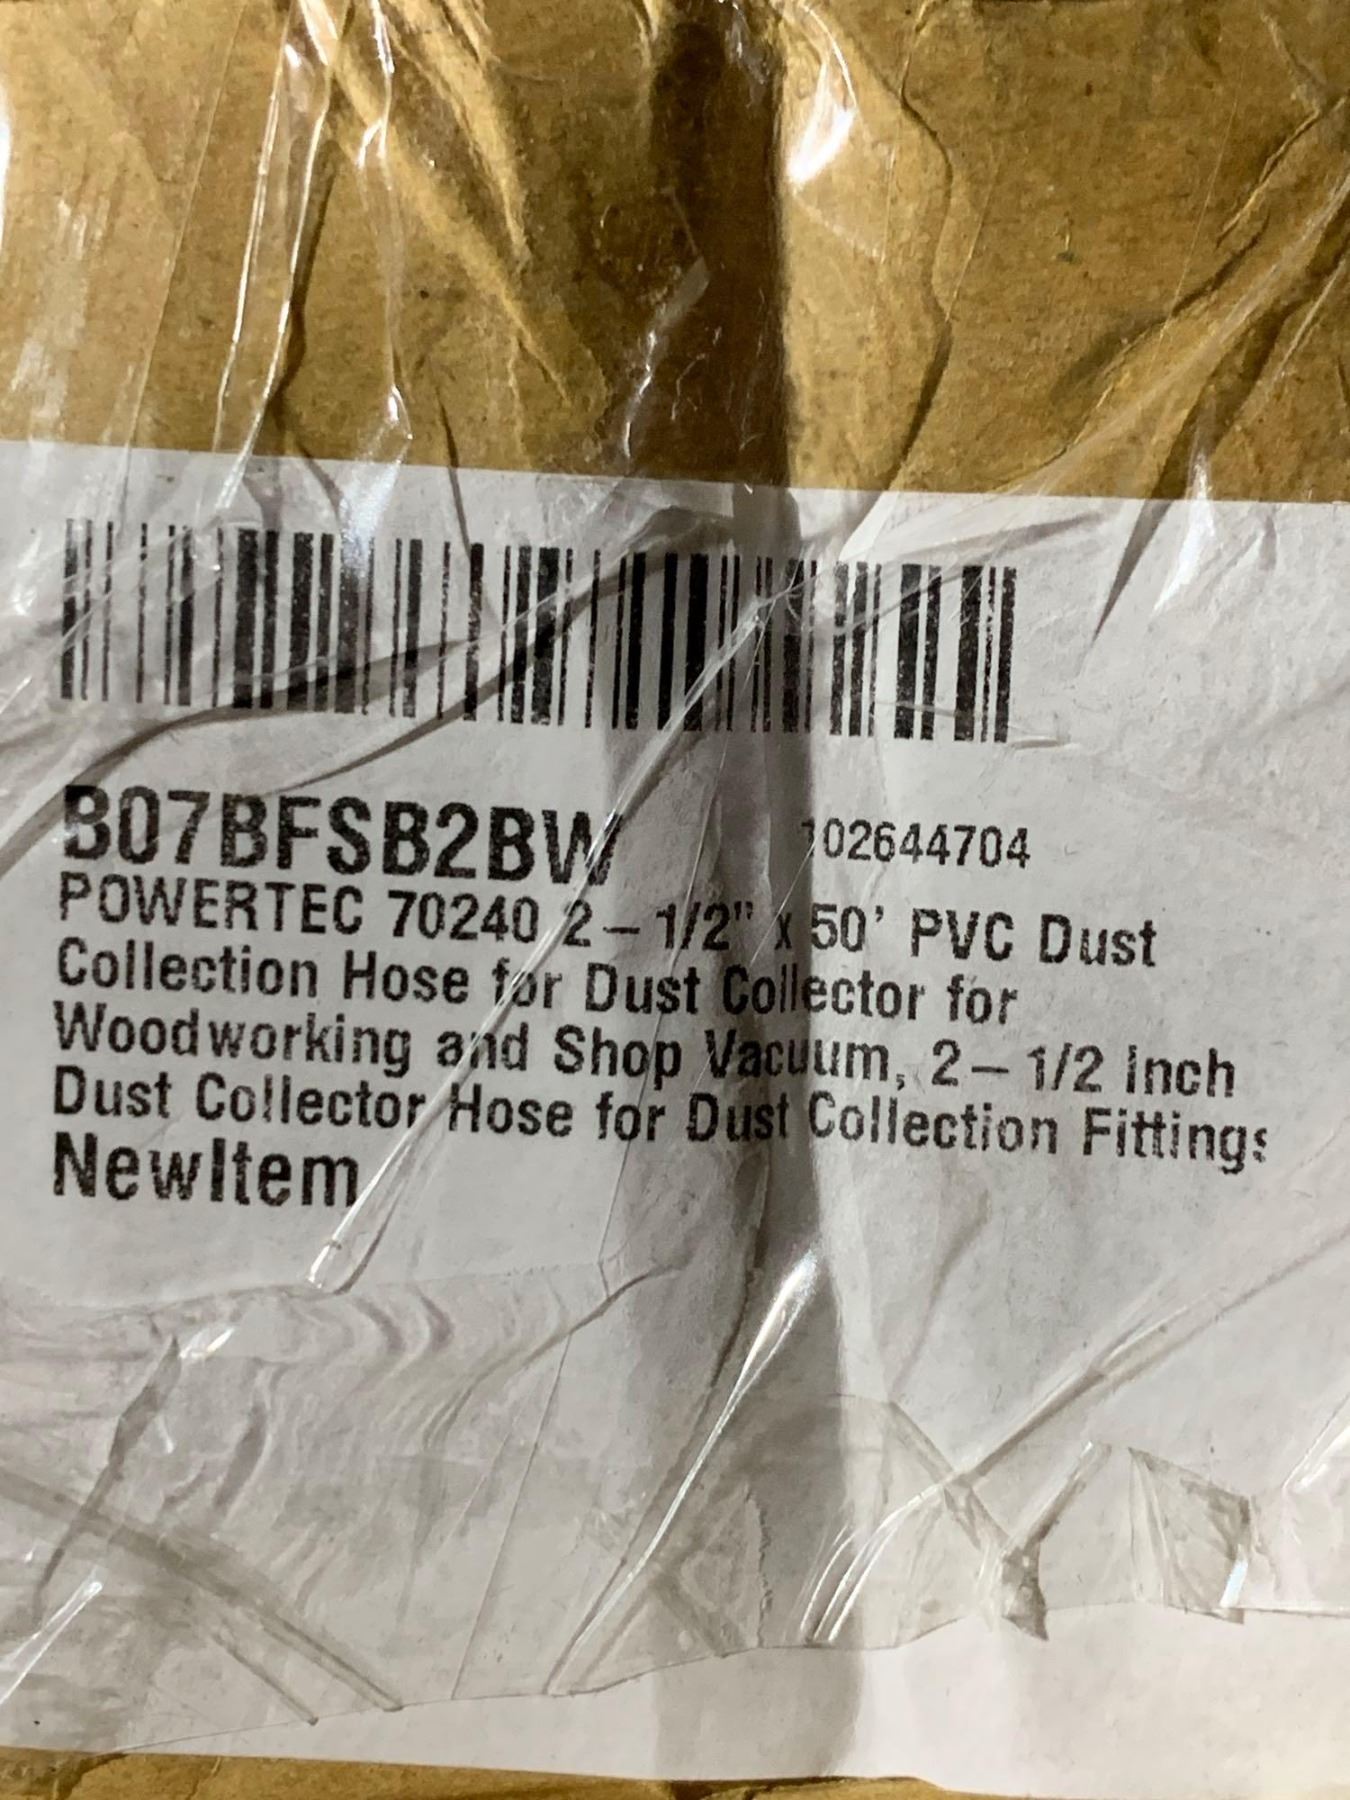 B07BFSB2BW 102644704
POWERTEC 70240 2-1/2" x 50' PVC Dust
Collection Hose for Dust Collector for
Woodworking and Shop Vacuum, 2-1/2 Inch
Dust Collector Hose for Dust Collection Fittings
NewItem